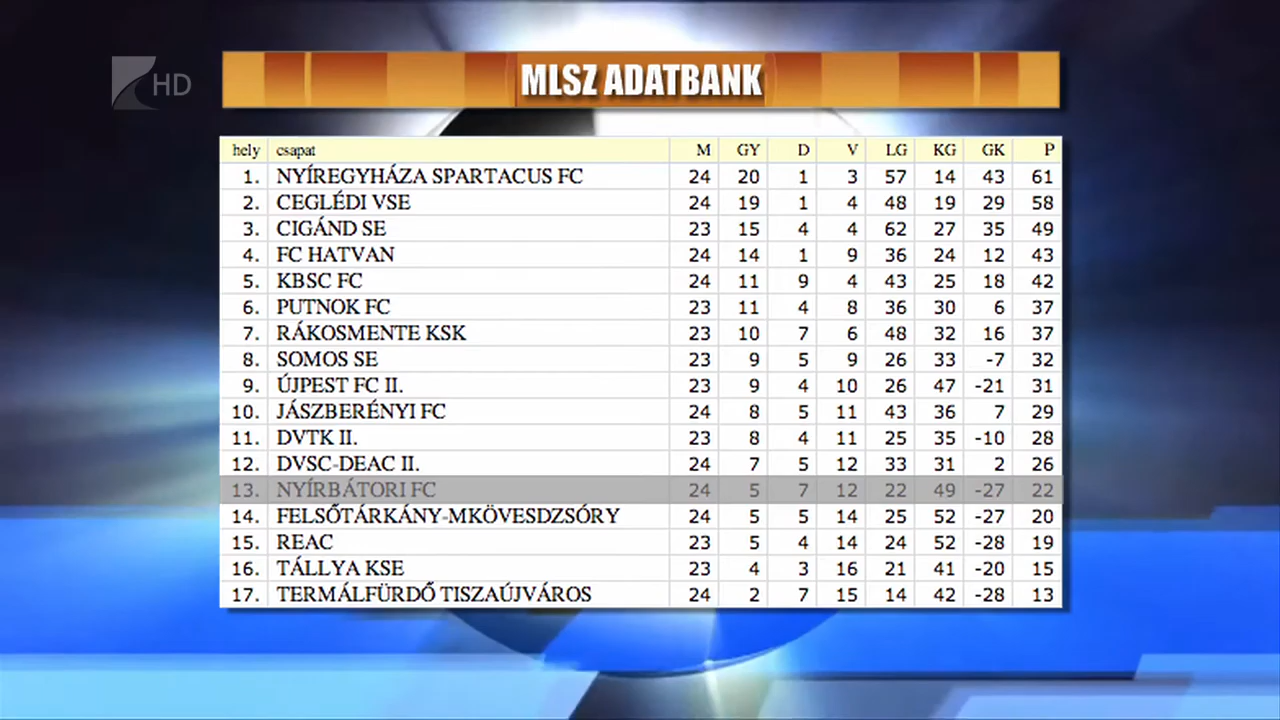 HD
MLSZ ADATBANK
hely csapat M GY D V LG KG GK P
1. NYÍREGYHÁZA SPARTACUS FC 24 20 1 3 57 14 43 61
2. CEGLÉDI VSE 24 19 1 4 48 19 29 58
3. CIGÁND SE 23 15 4 4 62 27 35 49
4. FC HATVAN 24 14 1 9 36 24 12 43
5. KBSC FC 24 11 9 4 43 25 18 42
6. PUTNOK FC 23 11 4 8 36 30 6 37
7. RÁKOSMENTE KSK 23 10 7 6 48 32 16 37
8. SOMOS SE 23 9 5 9 26 33 -7 32
9. ÚJPEST FC II. 23 9 4 10 26 47 -21 31
10. JÁSZBERÉNYI FC 24 8 5 11 43 36 7 29
11. DVTK II. 23 8 4 11 25 35 -10 28
12. DVSC-DEAC II. 24 7 5 12 33 31 2 26
13. NYÍRBÁTORI FC 24 5 7 12 22 49 -27 22
14. FELSŐTÁRKÁNY-MKÖVESDZSÓRY 24 5 5 14 25 52 -27 20
15. REAC 23 5 4 14 24 52 -28 19
16. TÁLLYA KSE 23 4 3 16 21 41 -20 15
17. TERMÁLFÜRDŐ TISZAÚJVÁROS 24 2 7 15 14 42 -28 13